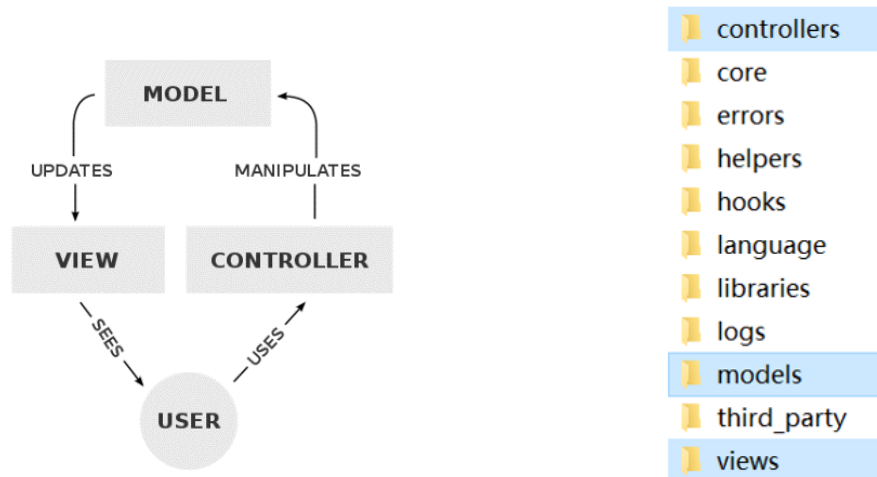 MODEL
UPDATES
MANIPULATES
VIEW
CONTROLLER
SEES
USES
USER
controllers
core
errors
helpers
hooks
language
libraries
logs
models
third_party
views